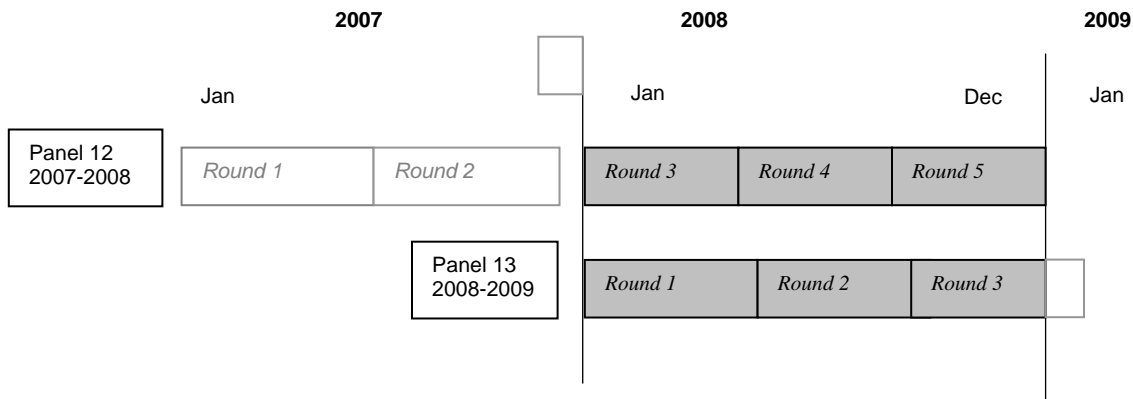 2007 2008 2009
Jan Jan Dec Jan
Panel 12
2007-2008
Round 1 Round 2 Round 3 Round 4 Round 5
Panel 13
2008-2009
Round 1 Round 2 Round 3